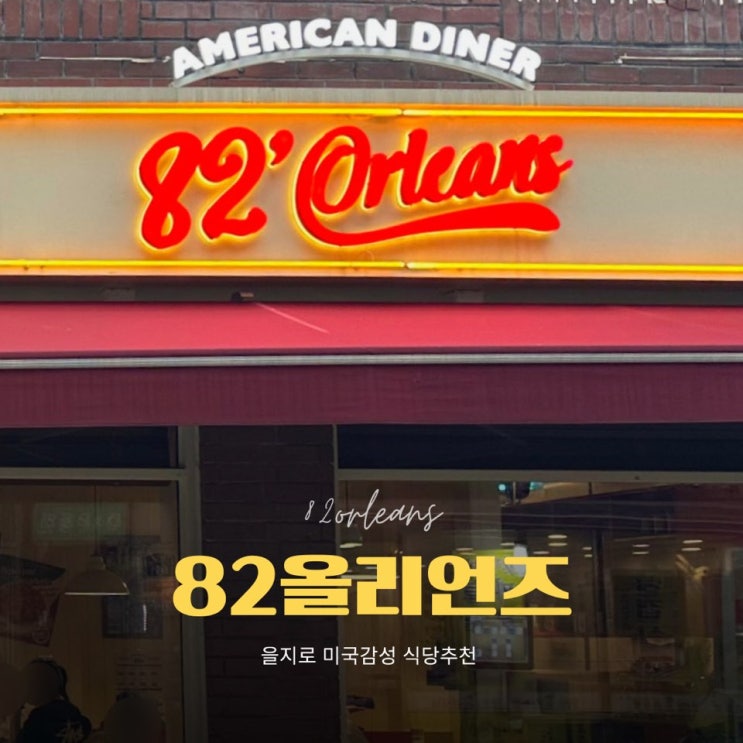 AMERICAN DINER
82' Orleans
82orleans
82올리언즈
을지로 미국감성 식당추천